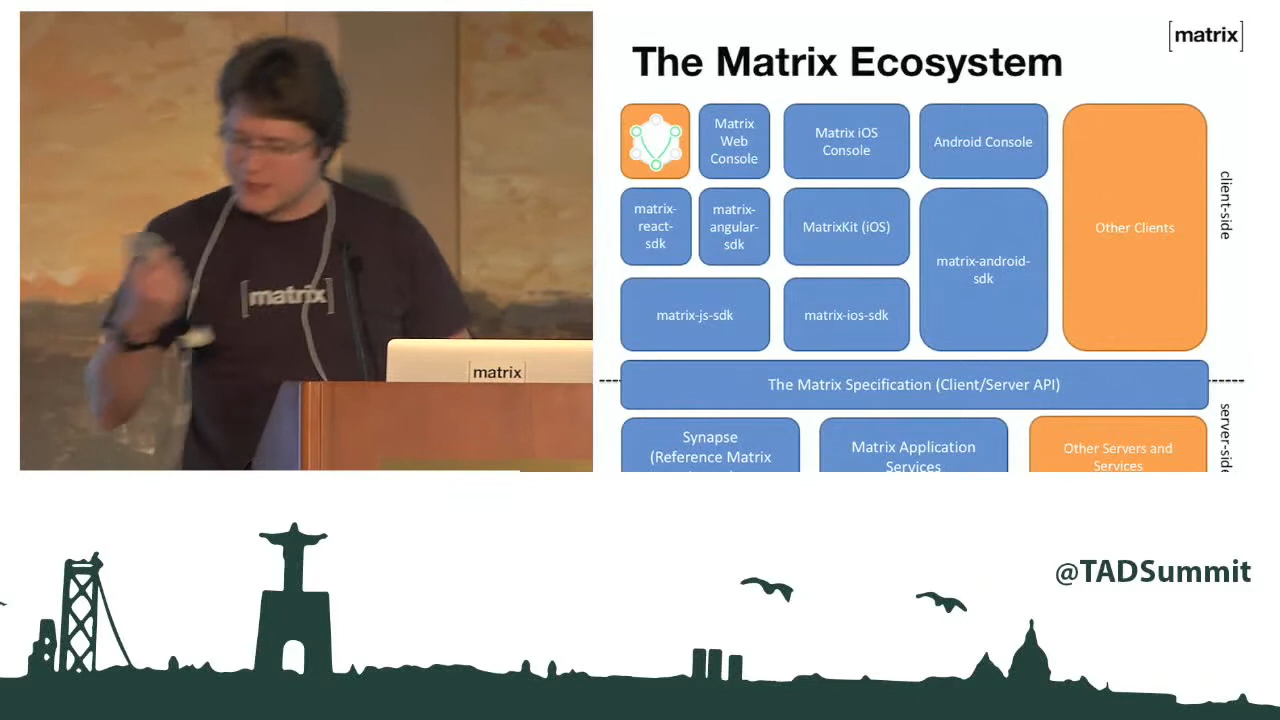 [matrix]
The Matrix Ecosystem
Matrix
Web
Console
Matrix iOS
Console
Android Console
Other Clients
client-side
matrix-
react-
sdk
matrix-
angular-
sdk
MatrixKit (iOS)
matrix-android-
sdk
matrix-js-sdk
matrix-ios-sdk
The Matrix Specification (Client/Server API)
server-side
Synapse
(Reference Matrix
Matrix Application
Services
Other Servers and
Services
[matrix]
[matrix]
@TADSummit